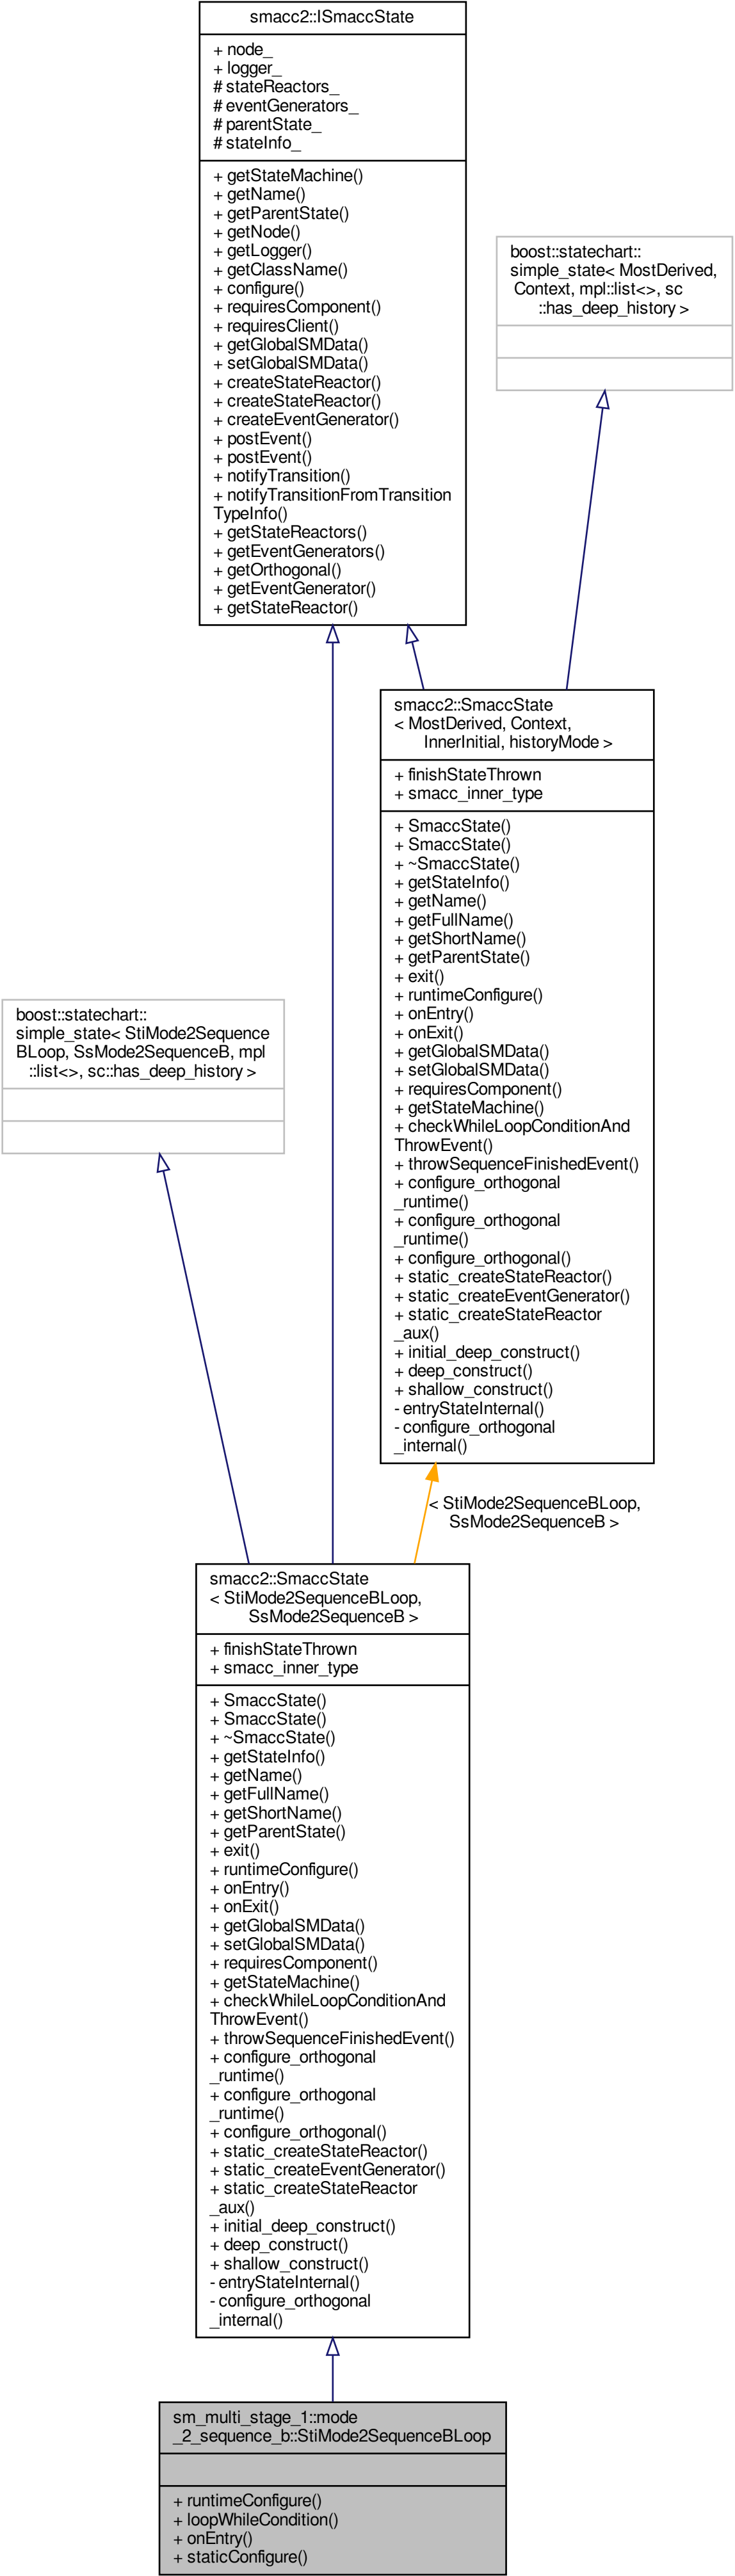 smacc2::ISmaccState
+ node_
+ logger_
# stateReactors_
# eventGenerators_
# parentState_
# stateInfo_
+ getStateMachine()
+ getName()
+ getParentState()
+ getNode()
+ getLogger()
+ getClassName()
+ configure()
+ requiresComponent()
+ requiresClient()
+ getGlobalSMData()
+ setGlobalSMData()
+ createStateReactor()
+ createStateReactor()
+ createEventGenerator()
+ postEvent()
+ postEvent()
+ notifyTransition()
+ notifyTransitionFromTransition
TypeInfo()
+ getStateReactors()
+ getEventGenerators()
+ getOrthogonal()
+ getEventGenerator()
+ getStateReactor()
boost::statechart::
simple_state< MostDerived,
Context, mpl::list<>, sc
::has_deep_history >
smacc2::SmaccState
< MostDerived, Context,
InnerInitial, historyMode >
+ finishStateThrown
+ smacc_inner_type
+ SmaccState()
+ SmaccState()
+ ~SmaccState()
+ getStateInfo()
+ getName()
+ getFullName()
+ getShortName()
+ getParentState()
+ exit()
+ runtimeConfigure()
+ onEntry()
+ onExit()
+ getGlobalSMData()
+ setGlobalSMData()
+ requiresComponent()
+ getStateMachine()
+ checkWhileLoopConditionAnd
ThrowEvent()
+ throwSequenceFinishedEvent()
+ configure_orthogonal
_runtime()
+ configure_orthogonal
_runtime()
+ configure_orthogonal()
+ static_createStateReactor()
+ static_createEventGenerator()
+ static_createStateReactor
_aux()
+ initial_deep_construct()
+ deep_construct()
+ shallow_construct()
- entryStateInternal()
- configure_orthogonal
_internal()
boost::statechart::
simple_state< StiMode2Sequence
BLoop, SsMode2SequenceB, mpl
::list<>, sc::has_deep_history >
< StiMode2SequenceBLoop,
SsMode2SequenceB >
smacc2::SmaccState
< StiMode2SequenceBLoop,
SsMode2SequenceB >
+ finishStateThrown
+ smacc_inner_type
+ SmaccState()
+ SmaccState()
+ ~SmaccState()
+ getStateInfo()
+ getName()
+ getFullName()
+ getShortName()
+ getParentState()
+ exit()
+ runtimeConfigure()
+ onEntry()
+ onExit()
+ getGlobalSMData()
+ setGlobalSMData()
+ requiresComponent()
+ getStateMachine()
+ checkWhileLoopConditionAnd
ThrowEvent()
+ throwSequenceFinishedEvent()
+ configure_orthogonal
_runtime()
+ configure_orthogonal
_runtime()
+ configure_orthogonal()
+ static_createStateReactor()
+ static_createEventGenerator()
+ static_createStateReactor
_aux()
+ initial_deep_construct()
+ deep_construct()
+ shallow_construct()
- entryStateInternal()
- configure_orthogonal
_internal()
sm_multi_stage_1::mode
_2_sequence_b::StiMode2SequenceBLoop
+ runtimeConfigure()
+ loopWhileCondition()
+ onEntry()
+ staticConfigure()